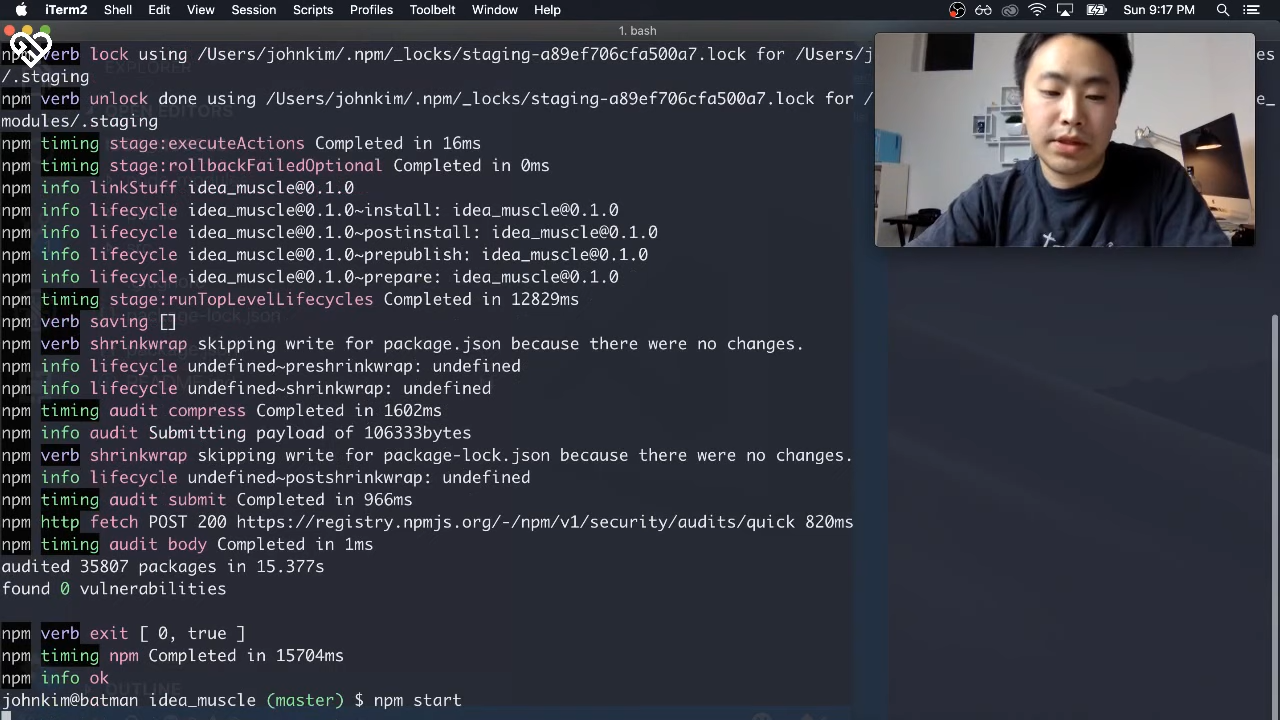 iTerm2 Shell Edit View Session Scripts Profiles Toolbelt Window Help Sun 9:17 PM
1. bash
npm verb lock using /Users/johnkim/.npm/_locks/staging-a89ef706cfa500a7.lock for /Users/j
/.staging
npm verb unlock done using /Users/johnkim/.npm/_locks/staging-a89ef706cfa500a7.lock for /
modules/.staging
npm timing stage:executeActions Completed in 16ms
npm timing stage:rollbackFailedOptional Completed in 0ms
npm info linkStuff idea_muscle@0.1.0
npm info lifecycle idea_muscle@0.1.0~install: idea_muscle@0.1.0
npm info lifecycle idea_muscle@0.1.0~postinstall: idea_muscle@0.1.0
npm info lifecycle idea_muscle@0.1.0~prepublish: idea_muscle@0.1.0
npm info lifecycle idea_muscle@0.1.0~prepare: idea_muscle@0.1.0
npm timing stage:runTopLevelLifecycles Completed in 12829ms
npm verb saving []
npm verb shrinkwrap skipping write for package.json because there were no changes.
npm info lifecycle undefined~preshrinkwrap: undefined
npm info lifecycle undefined~shrinkwrap: undefined
npm timing audit compress Completed in 1602ms
npm info audit Submitting payload of 106333bytes
npm verb shrinkwrap skipping write for package-lock.json because there were no changes.
npm info lifecycle undefined~postshrinkwrap: undefined
npm timing audit submit Completed in 966ms
npm http fetch POST 200 https://registry.npmjs.org/-/npm/v1/security/audits/quick 820ms
npm timing audit body Completed in 1ms
audited 35807 packages in 15.377s
found 0 vulnerabilities
npm verb exit [ 0, true ]
npm timing npm Completed in 15704ms
npm info ok
johnkim@batman idea_muscle (master) $ npm start